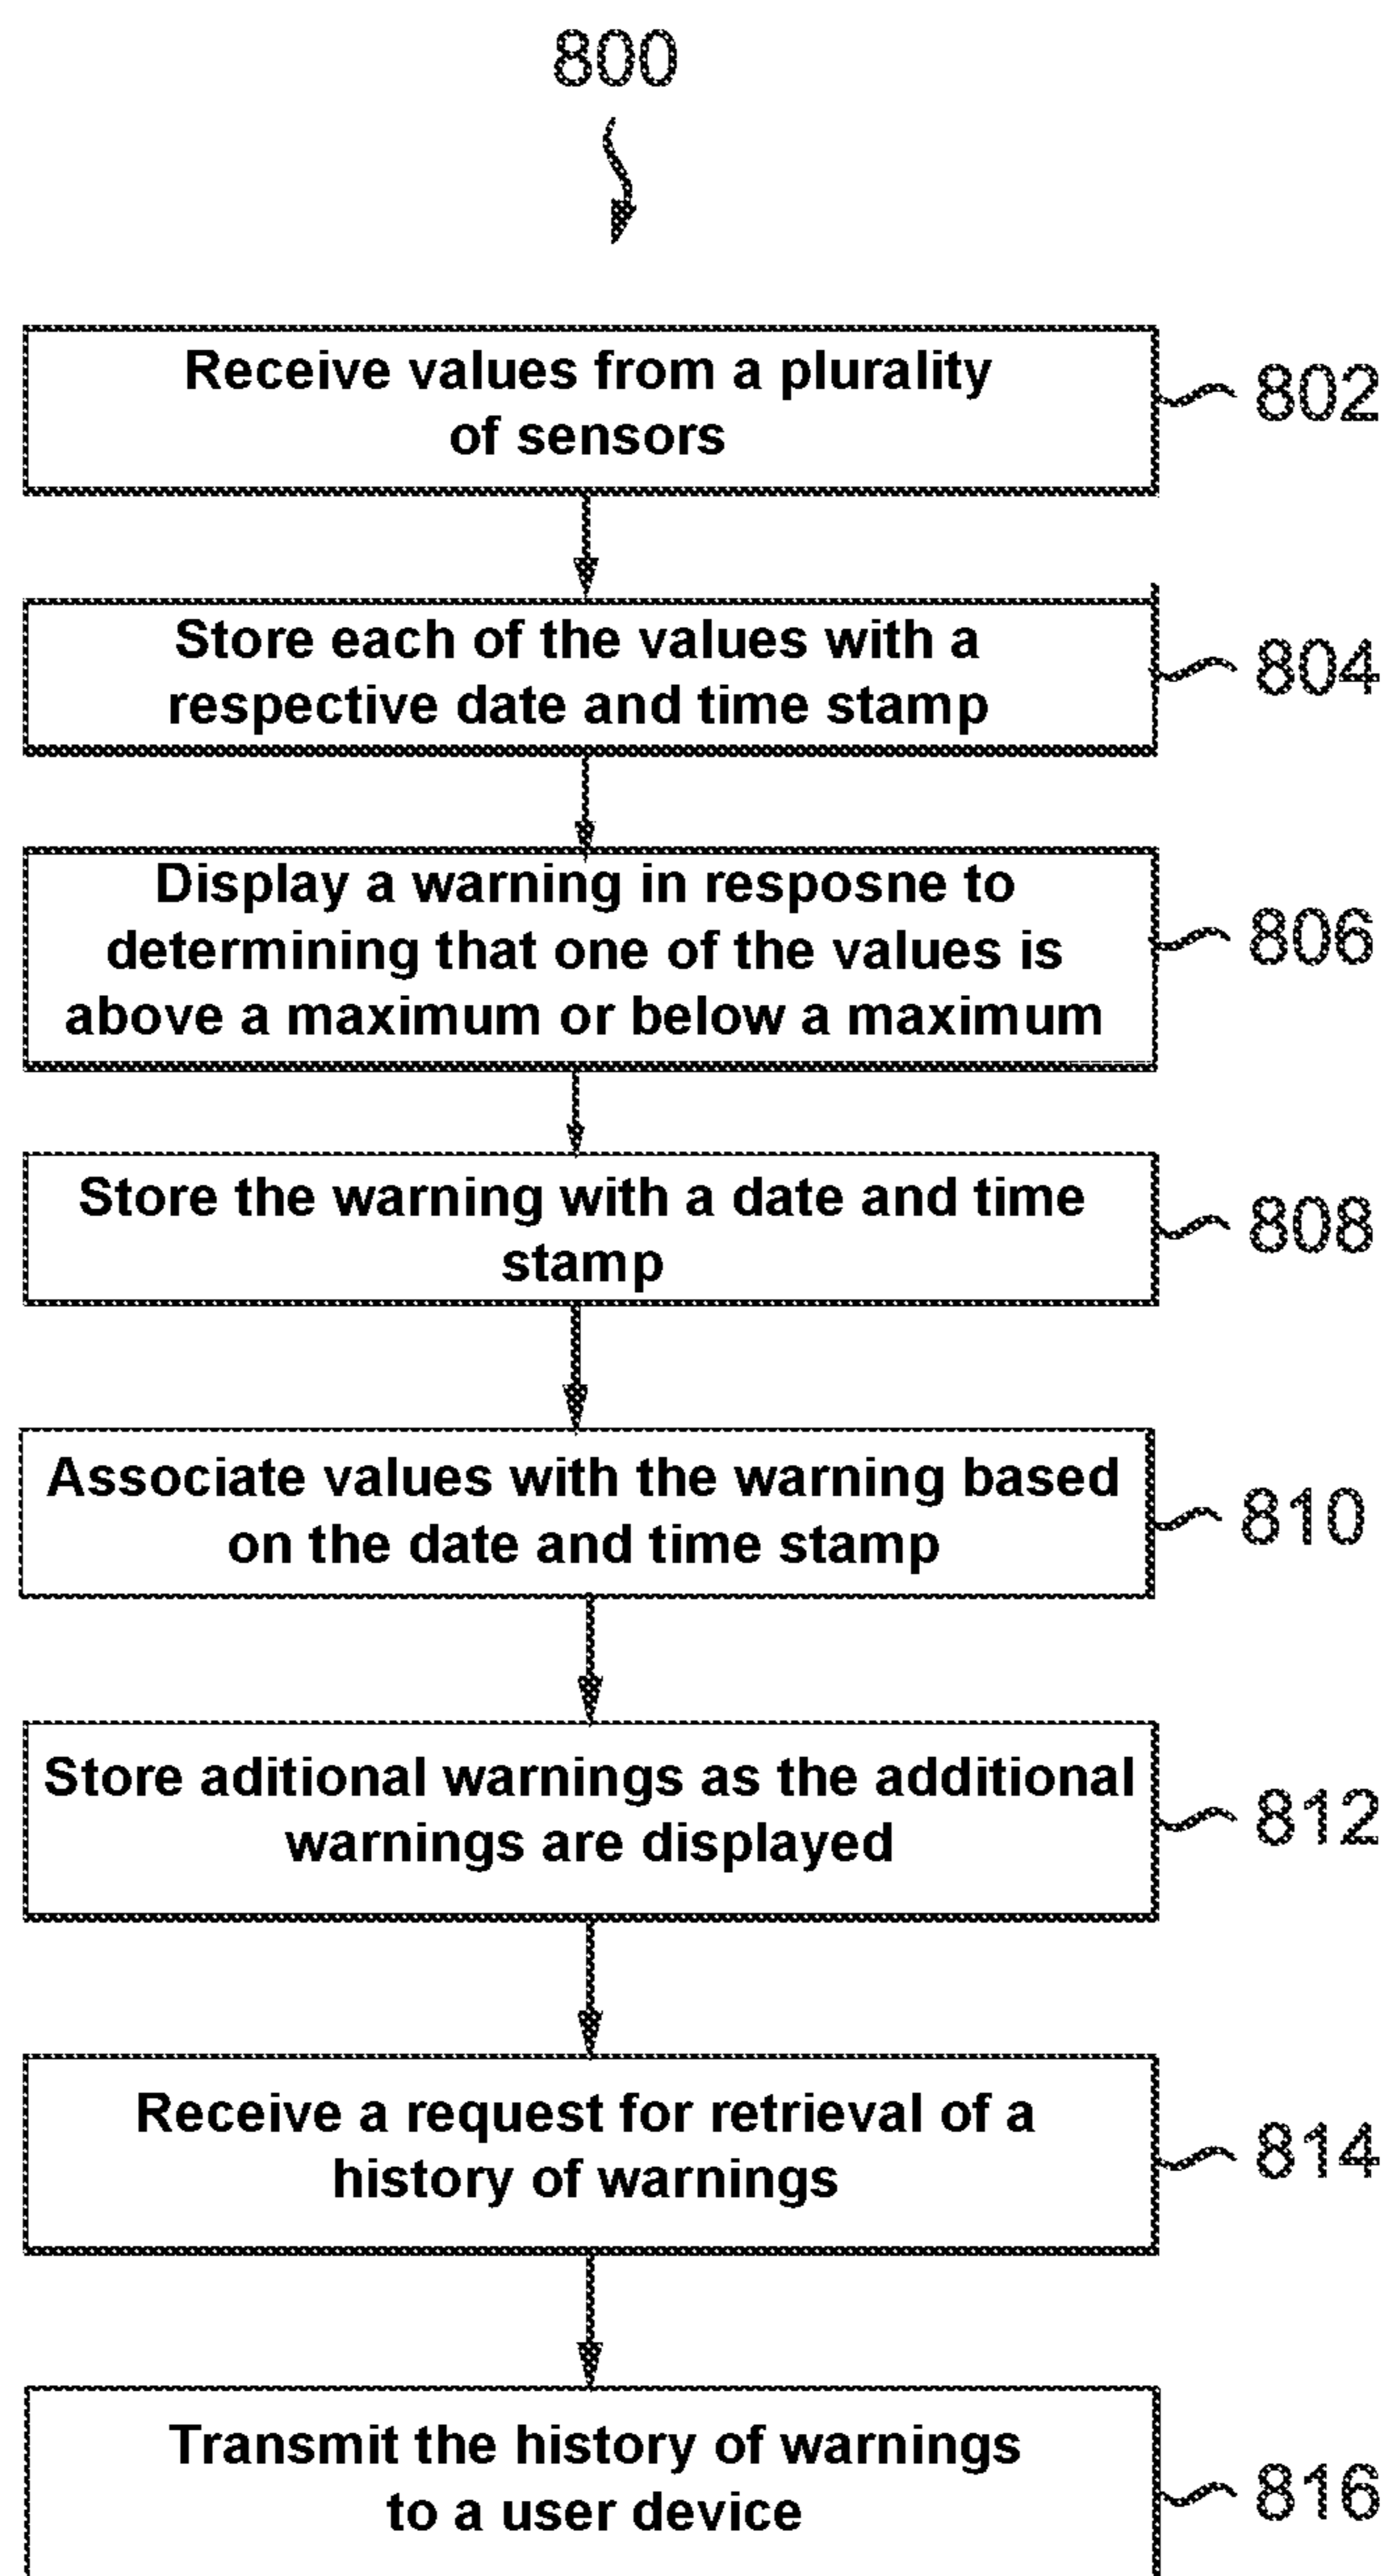 800
Receive values from a plurality
of sensors
802
Store each of the values with a
respective date and time stamp
804
Display a warning in resposne to
determining that one of the values is
above a maximum or below a maximum
806
Store the warning with a date and time
stamp
808
Associate values with the warning based
on the date and time stamp
810
Store aditional warnings as the additional
warnings are displayed
812
Receive a request for retrieval of a
history of warnings
814
Transmit the history of warnings
to a user device
816